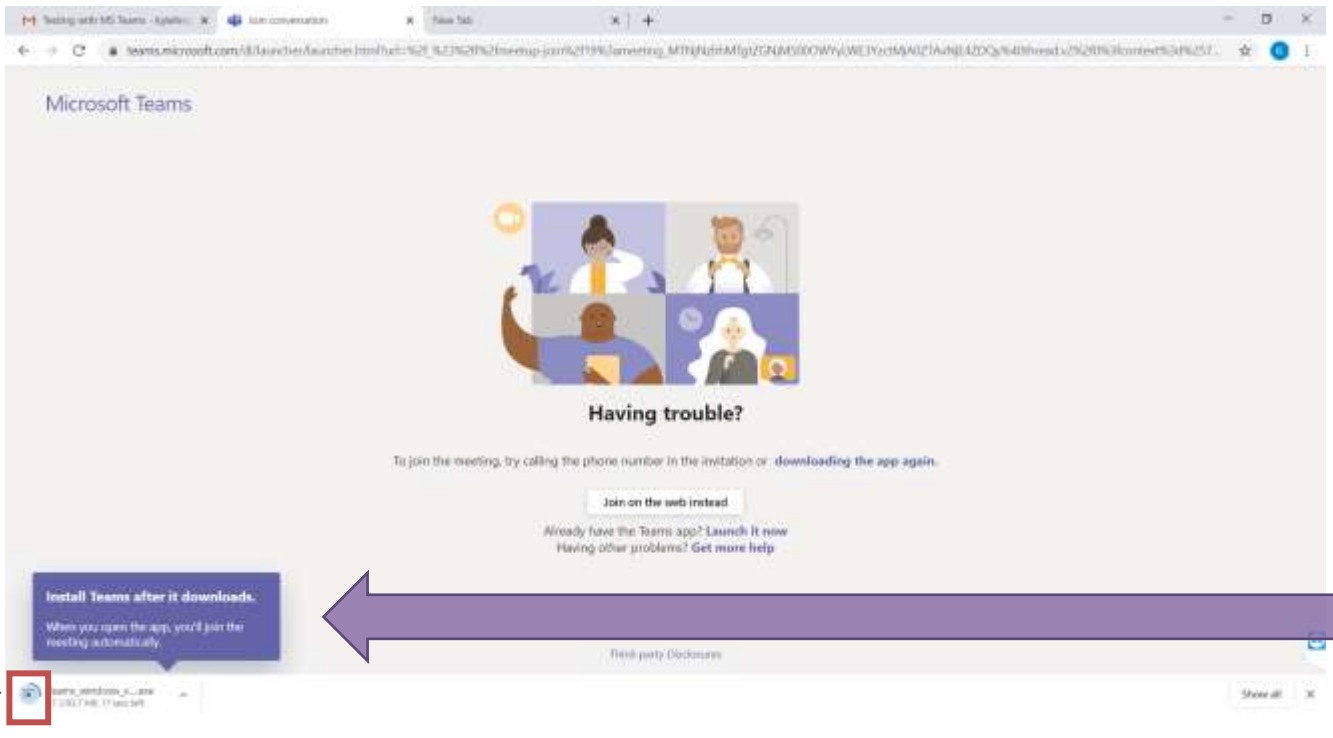 Testing with MS Teams -
Join conversation
New Tab
Microsoft Teams
Having trouble?
To join the meeting, try calling the phone number in the invitation or downloading the app again.
Join on the web instead
Already have the Teams app? Launch it now
Having other problems? Get more help
Install Teams after it downloads.
When you open the app, you'll join the
meeting automatically.
Third party Disclosures
Show all